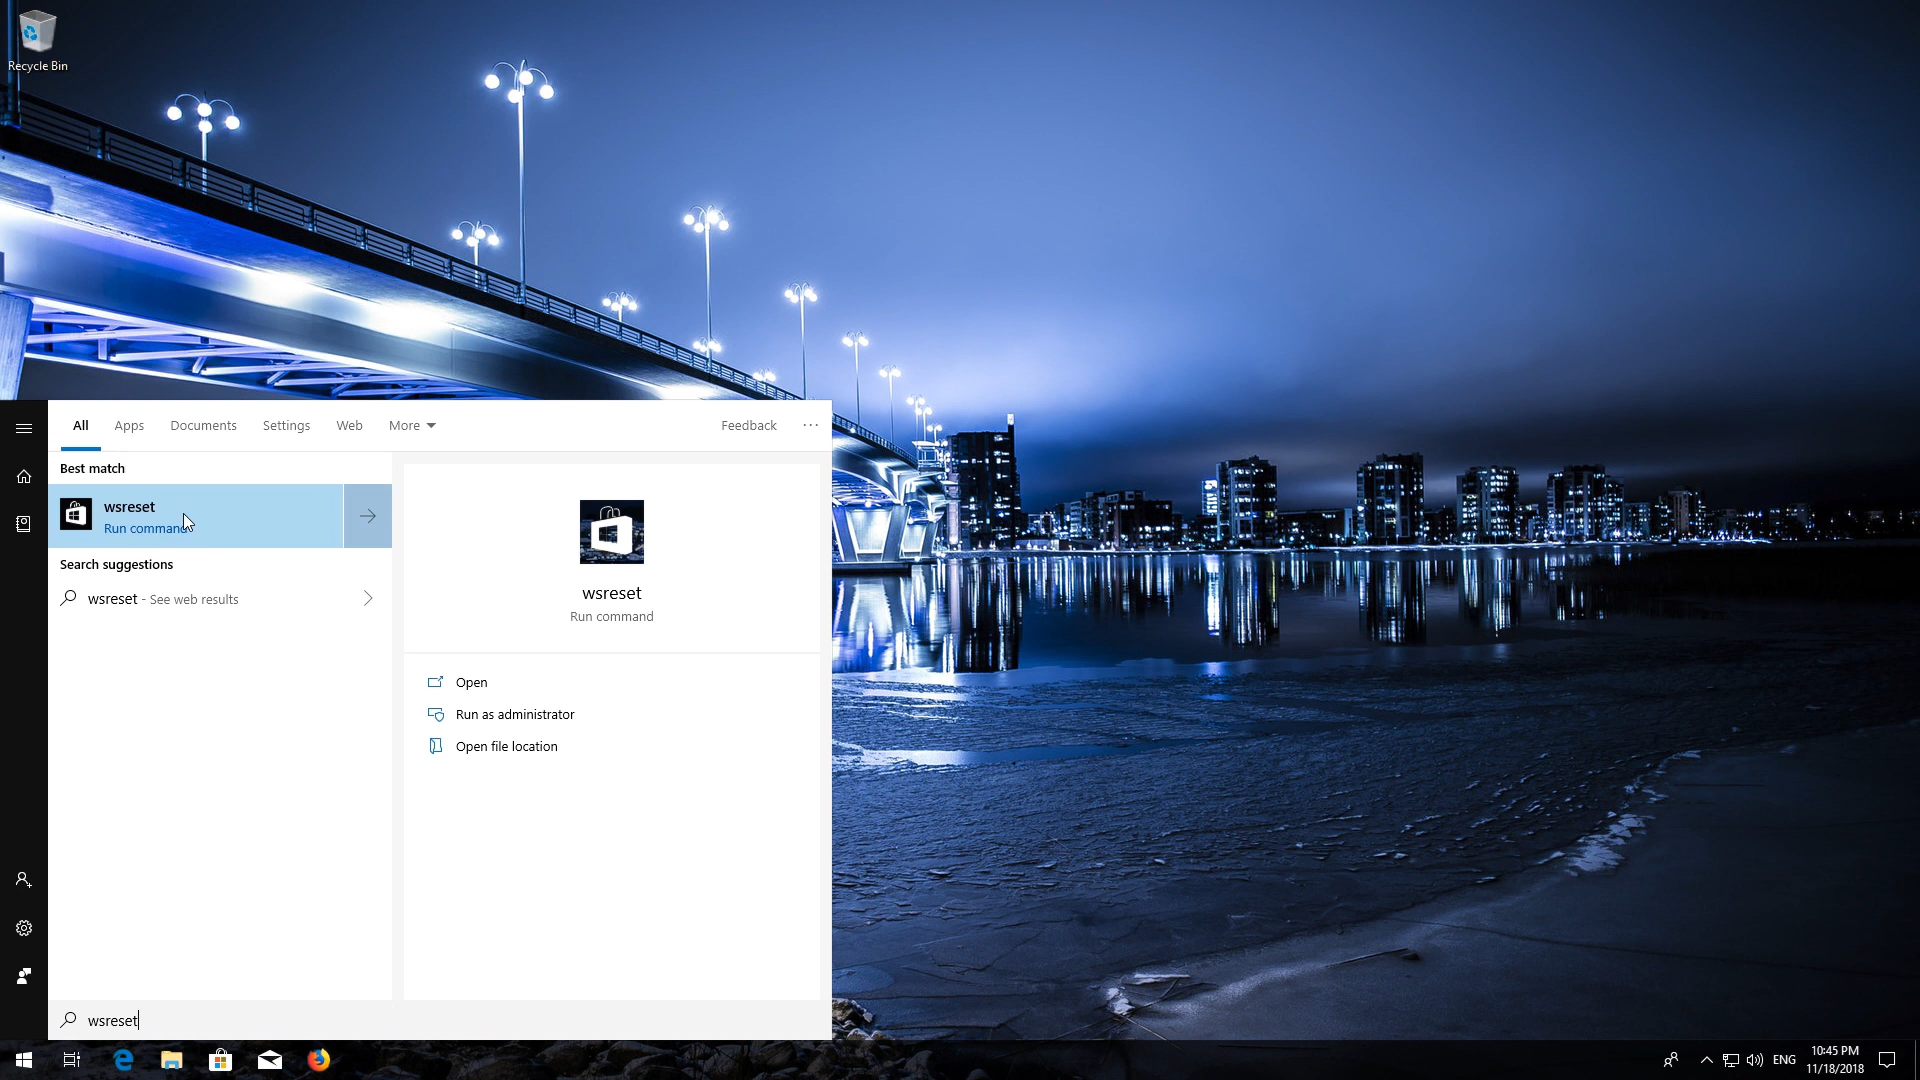 Recycle Bin
All Apps Documents Settings Web More Feedback ...
Best match
wsreset
Run command
Search suggestions
wsreset - See web results
wsreset
Run command
Open
Run as administrator
Open file location
wsreset
ENG
10:45 PM
11/18/2018